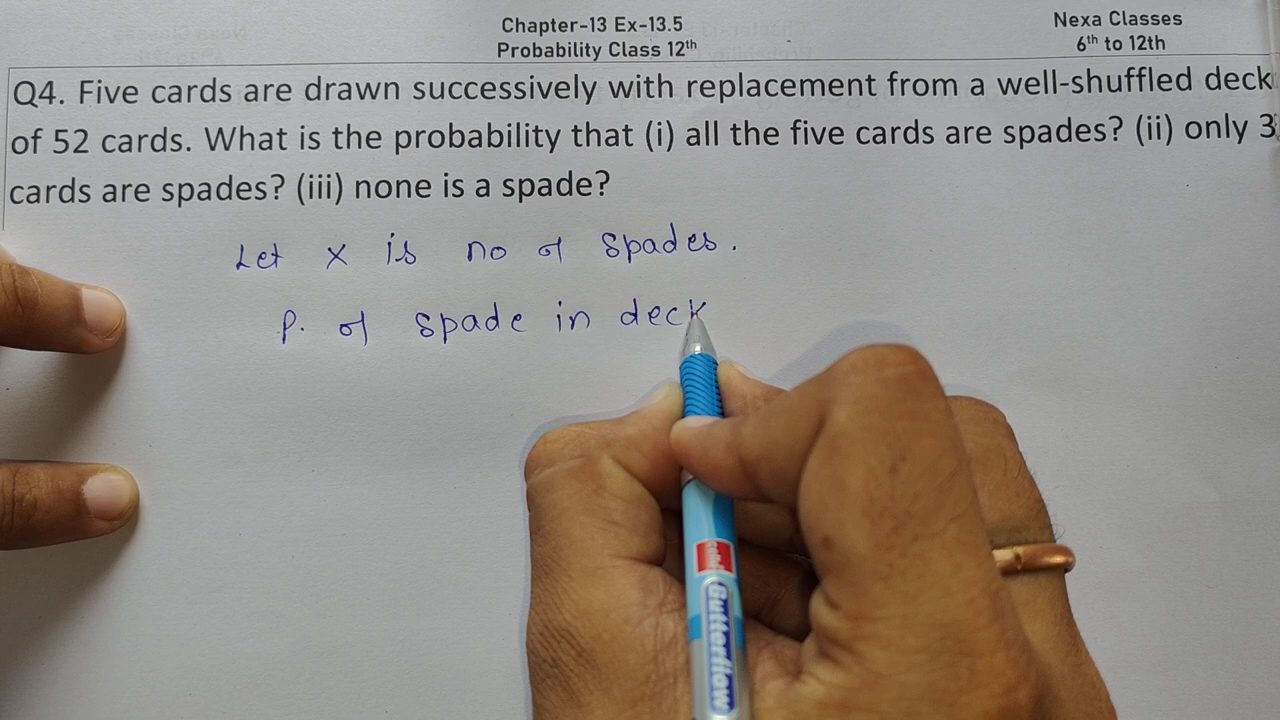 Chapter-13 Ex-13.5
Probability Class 12th
Nexa Classes
6th to 12th
Q4. Five cards are drawn successively with replacement from a well-shuffled deck
of 52 cards. What is the probability that (i) all the five cards are spades? (ii) only 3
cards are spades? (iii) none is a spade?
Let X is no of spades.
P. of spade in deck
cello Butterflow